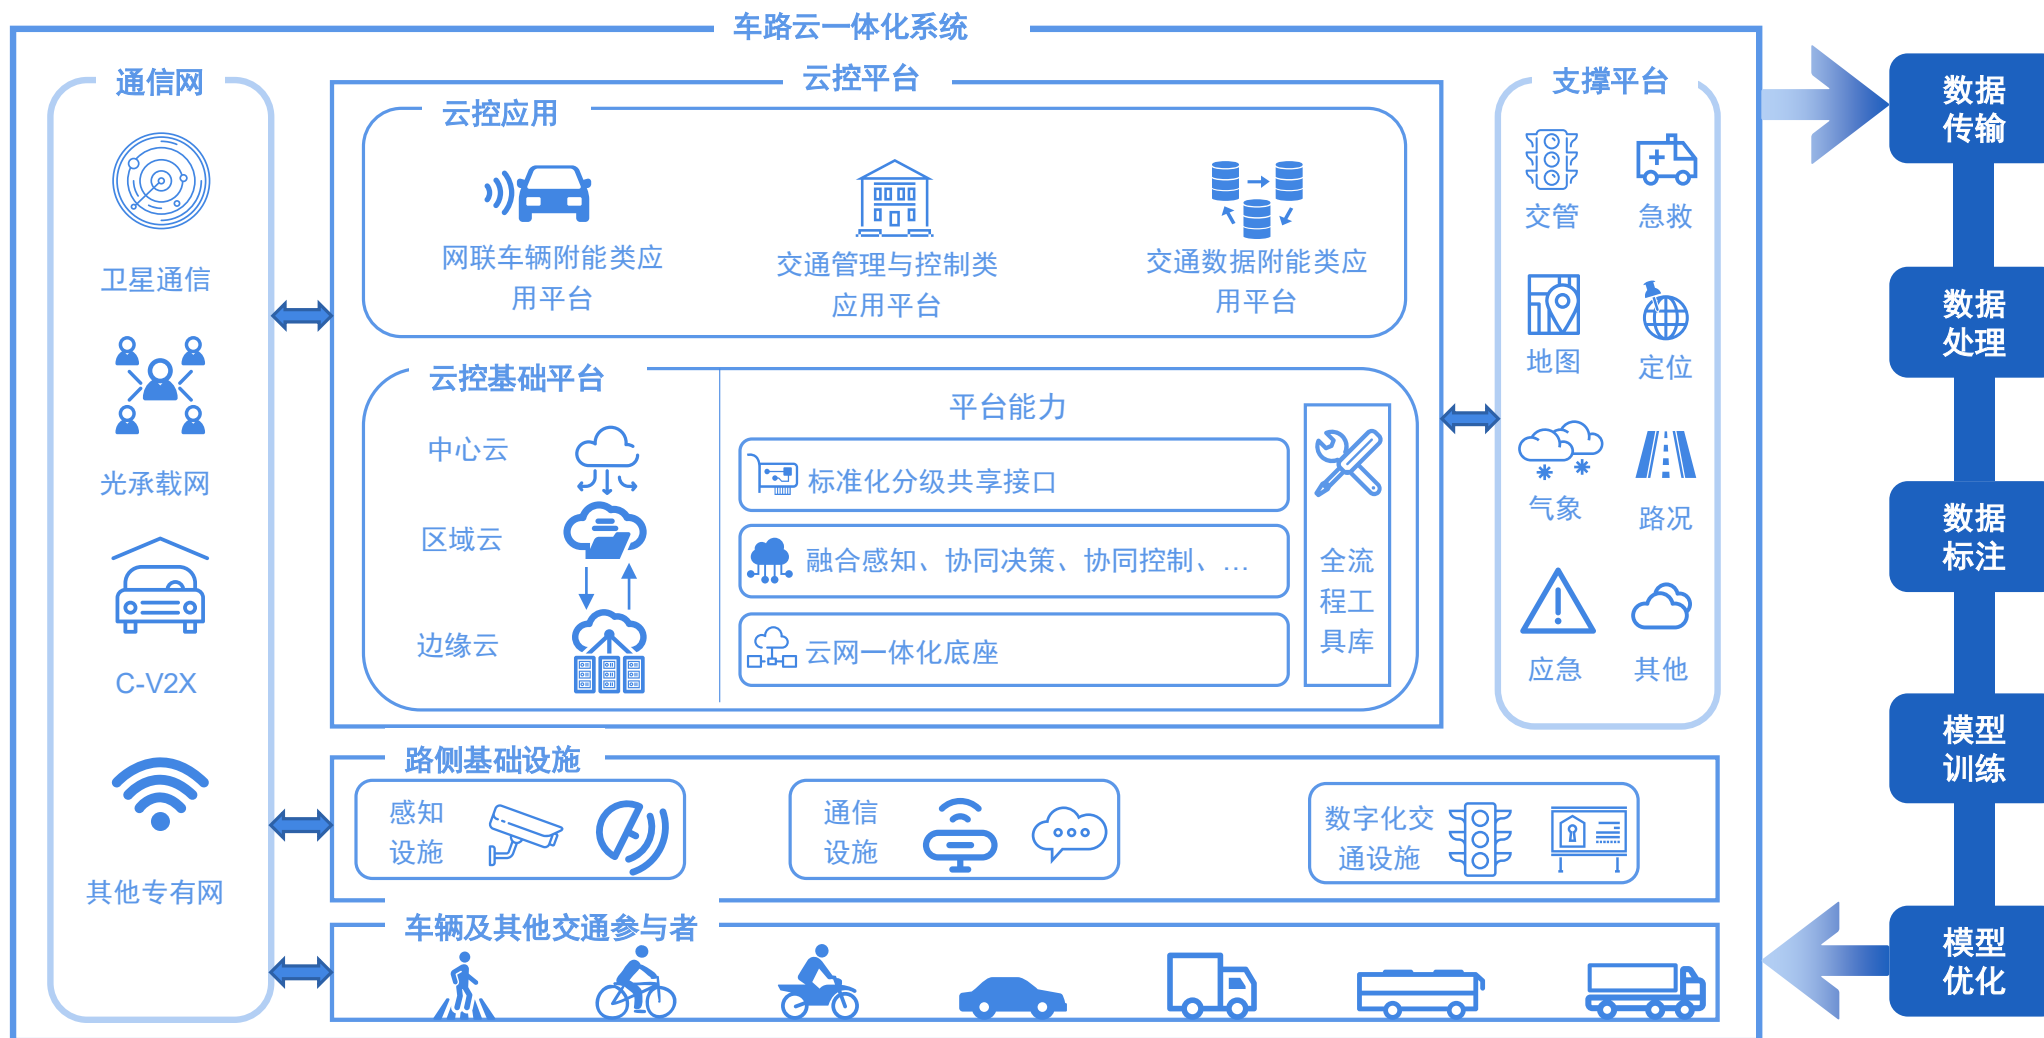 车路云一体化系统
通信网
卫星通信
光承载网
C-V2X
其他专有网
云控平台
云控应用
网联车辆附能类应
用平台
交通管理与控制类
应用平台
交通数据附能类应
用平台
云控基础平台
中心云
区域云
边缘云
平台能力
标准化分级共享接口
融合感知、协同决策、协同控制、…
云网一体化底座
全流
程工
具库
支撑平台
交管
急救
地图
定位
气象
路况
应急
其他
路侧基础设施
感知
设施
通信
设施
数字化交
通设施
车辆及其他交通参与者
数据
传输
数据
处理
数据
标注
模型
训练
模型
优化